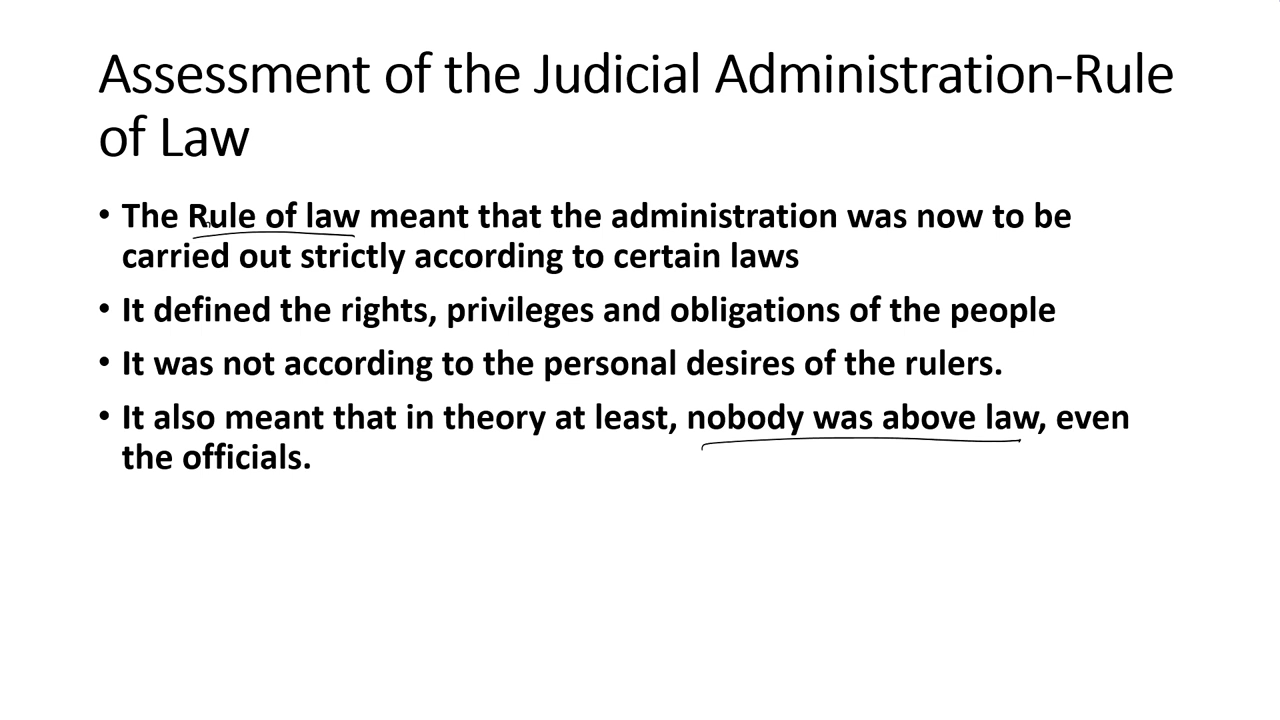 Assessment of the Judicial Administration-Rule
of Law
• The Rule of law meant that the administration was now to be
carried out strictly according to certain laws
• It defined the rights, privileges and obligations of the people
• It was not according to the personal desires of the rulers.
• It also meant that in theory at least, nobody was above law, even
the officials.